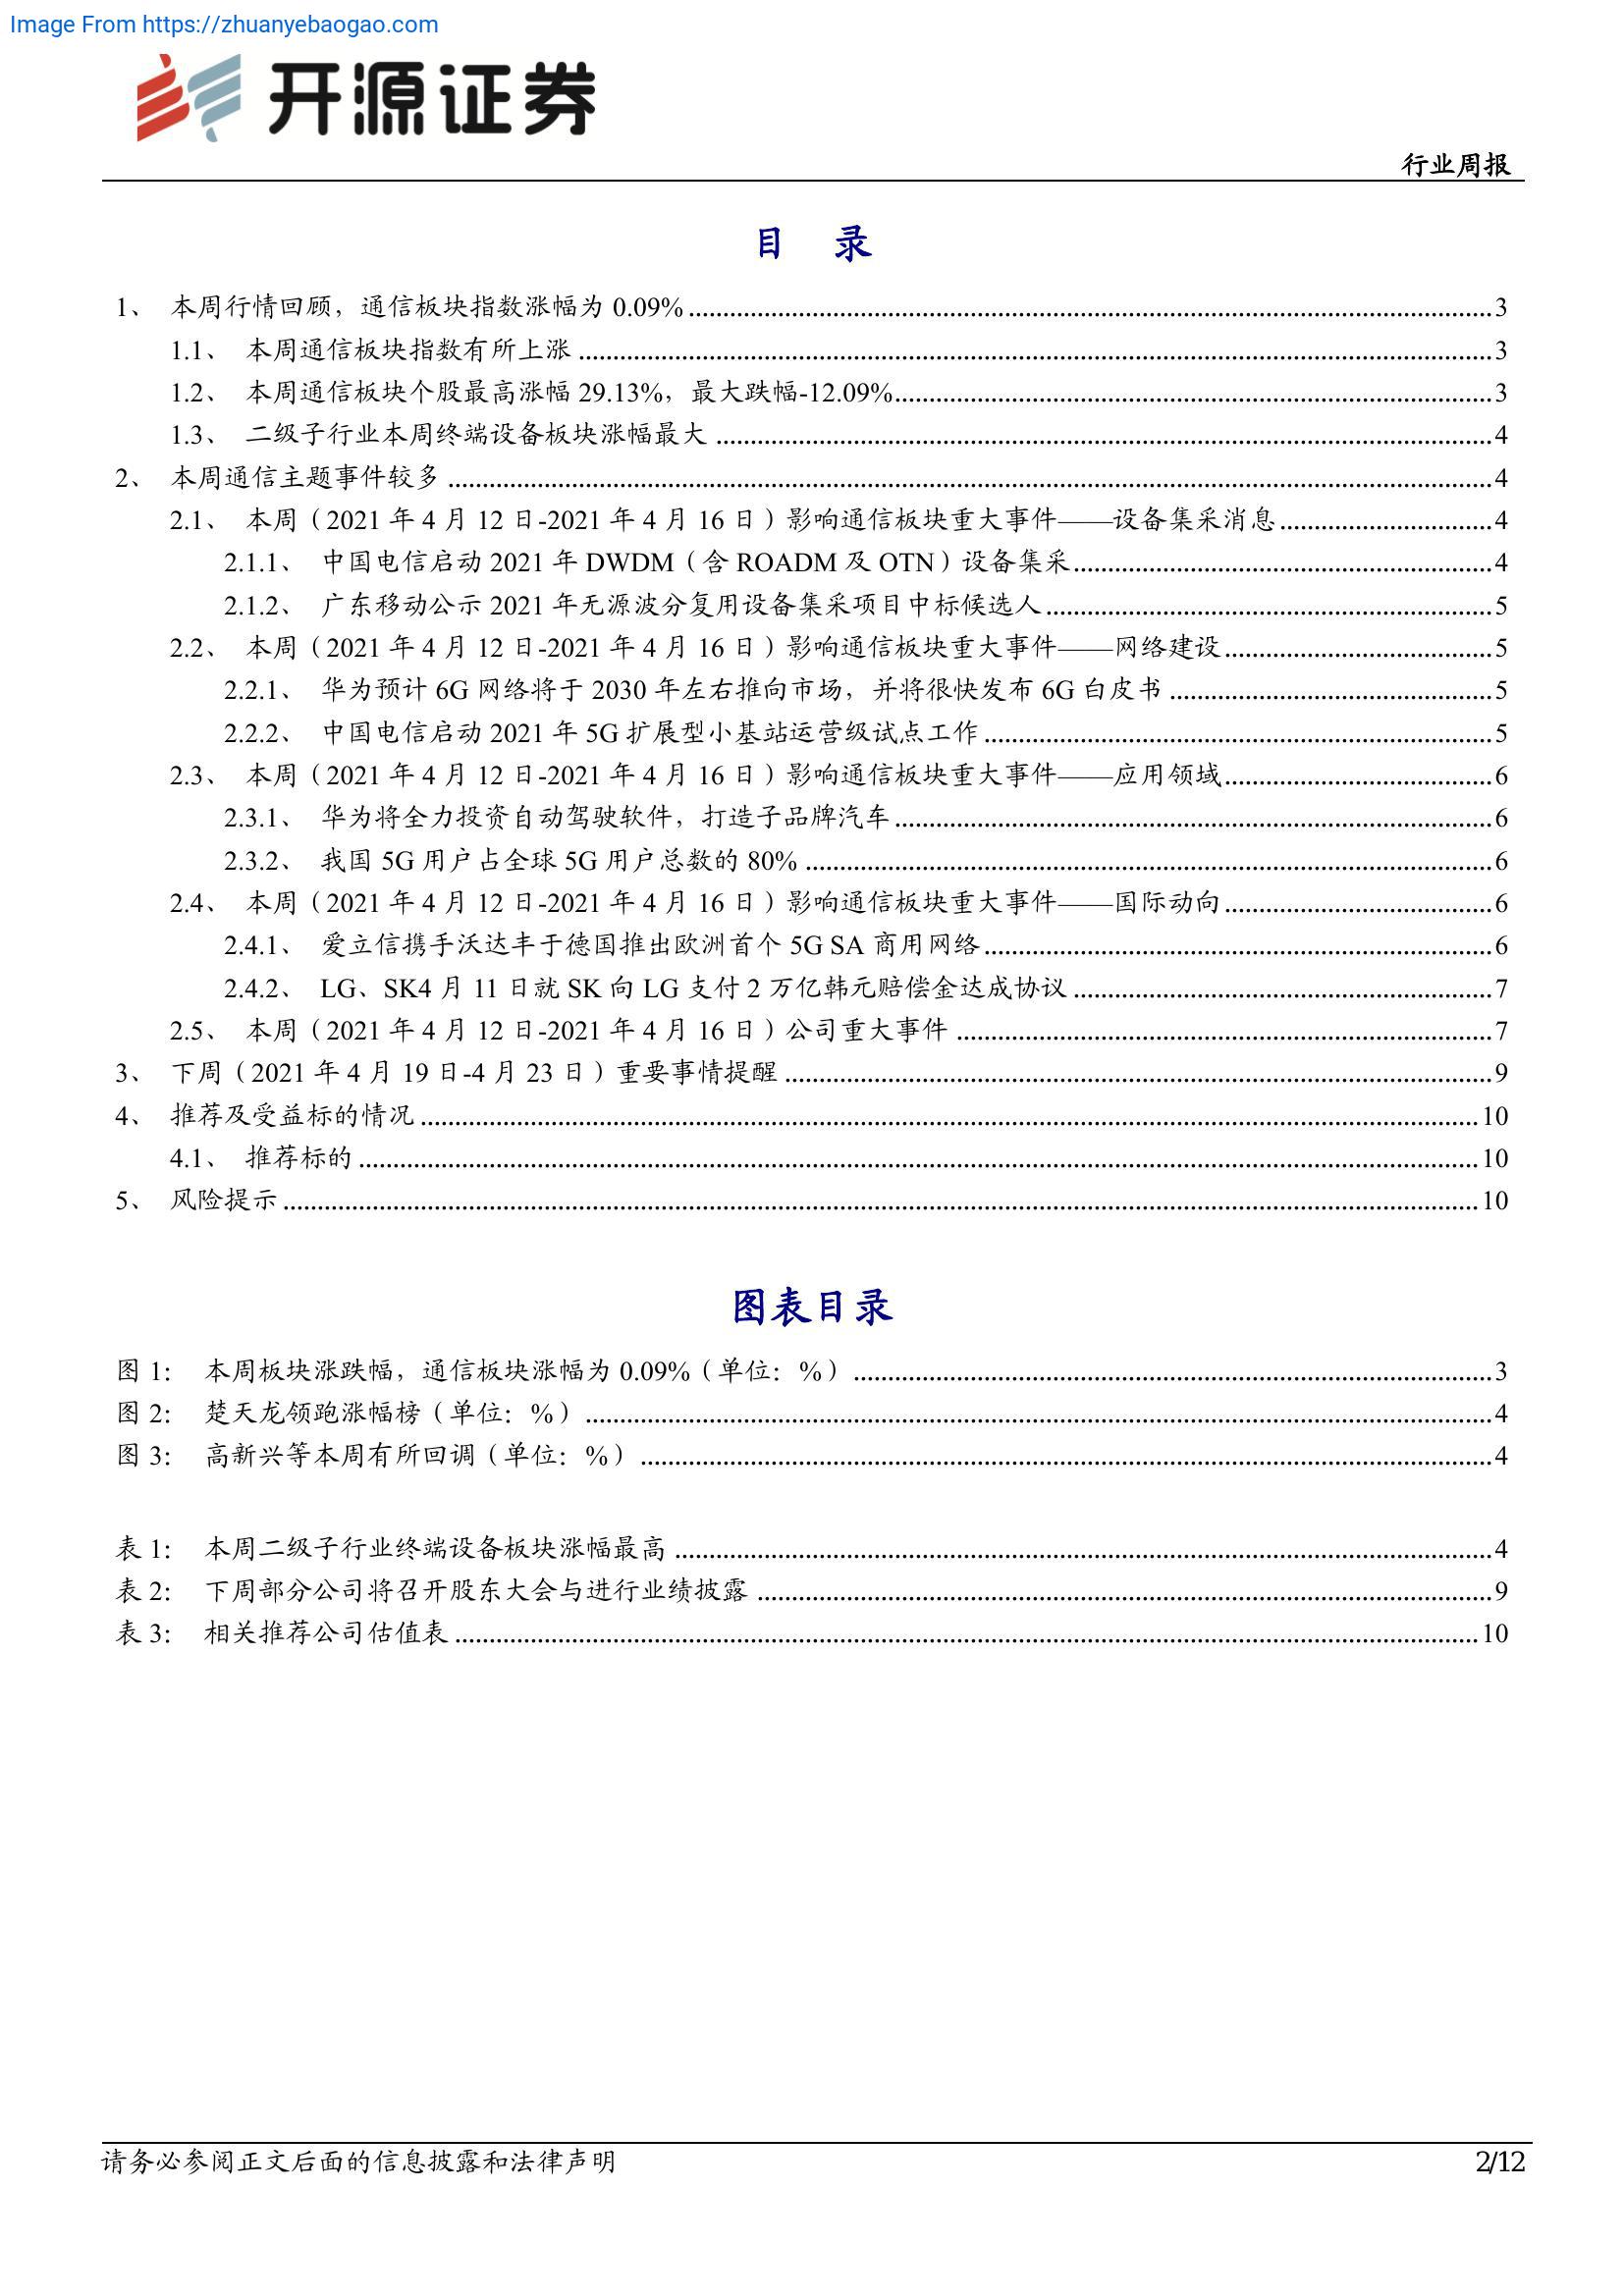 Image From https://zhuanyebaogao.com
开源证券
行业周报
目 录
1、 本周行情回顾，通信板块指数涨幅为 0.09% 3
1.1、 本周通信板块指数有所上涨 3
1.2、 本周通信板块个股最高涨幅 29.13%，最大跌幅-12.09% 3
1.3、 二级子行业本周终端设备板块涨幅最大 4
2、 本周通信主题事件较多 4
2.1、 本周（2021 年 4 月 12 日-2021 年 4 月 16 日）影响通信板块重大事件——设备集采消息 4
2.1.1、 中国电信启动 2021 年 DWDM（含 ROADM 及 OTN）设备集采 4
2.1.2、 广东移动公示 2021 年无源波分复用设备集采项目中标候选人 5
2.2、 本周（2021 年 4 月 12 日-2021 年 4 月 16 日）影响通信板块重大事件——网络建设 5
2.2.1、 华为预计 6G 网络将于 2030 年左右推向市场，并将很快发布 6G 白皮书 5
2.2.2、 中国电信启动 2021 年 5G 扩展型小基站运营级试点工作 5
2.3、 本周（2021 年 4 月 12 日-2021 年 4 月 16 日）影响通信板块重大事件——应用领域 6
2.3.1、 华为将全力投资自动驾驶软件，打造子品牌汽车 6
2.3.2、 我国 5G 用户占全球 5G 用户总数的 80% 6
2.4、 本周（2021 年 4 月 12 日-2021 年 4 月 16 日）影响通信板块重大事件——国际动向 6
2.4.1、 爱立信携手沃达丰于德国推出欧洲首个 5G SA 商用网络 6
2.4.2、 LG、SK4 月 11 日就 SK 向 LG 支付 2 万亿韩元赔偿金达成协议 7
2.5、 本周（2021 年 4 月 12 日-2021 年 4 月 16 日）公司重大事件 7
3、 下周（2021 年 4 月 19 日-4 月 23 日）重要事情提醒 9
4、 推荐及受益标的情况 10
4.1、 推荐标的 10
5、 风险提示 10
图表目录
图 1： 本周板块涨跌幅，通信板块涨幅为 0.09%（单位：%） 3
图 2： 楚天龙领跑涨幅榜（单位：%） 4
图 3： 高新兴等本周有所回调（单位：%） 4
表 1： 本周二级子行业终端设备板块涨幅最高 4
表 2： 下周部分公司将召开股东大会与进行业绩披露 9
表 3： 相关推荐公司估值表 10
请务必参阅正文后面的信息披露和法律声明 2/12